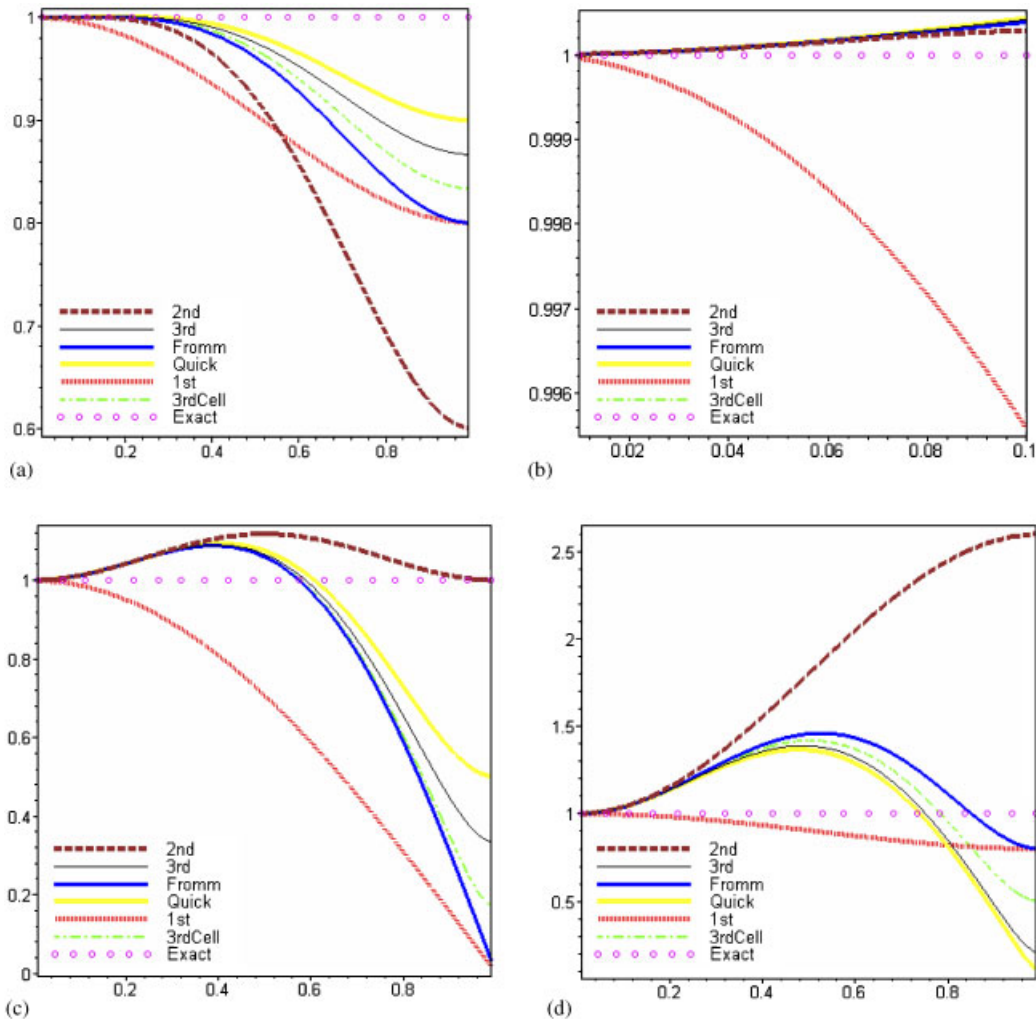 1
0.9
0.8
0.7
0.6
2nd
3rd
Fromm
Quick
1st
3rdCell
Exact
0.2 0.4 0.6 0.8
(a)
1
0.999
0.998
0.997
0.996
2nd
3rd
Fromm
Quick
1st
3rdCell
Exact
0.02 0.04 0.06 0.08 0.1
(b)
1
0.8
0.6
0.4
0.2
0
2nd
3rd
Fromm
Quick
1st
3rdCell
Exact
0.2 0.4 0.6 0.8
(c)
2.5
2
1.5
1
0.5
2nd
3rd
Fromm
Quick
1st
3rdCell
Exact
0.2 0.4 0.6 0.8
(d)